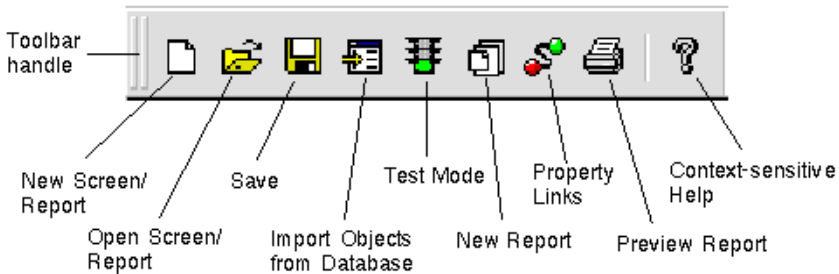 Toolbar
handle
New Screen/
Report
Open Screen/
Report
Save
Import Objects
from Database
Test Mode
New Report
Property
Links
Preview Report
Context-sensitive
Help